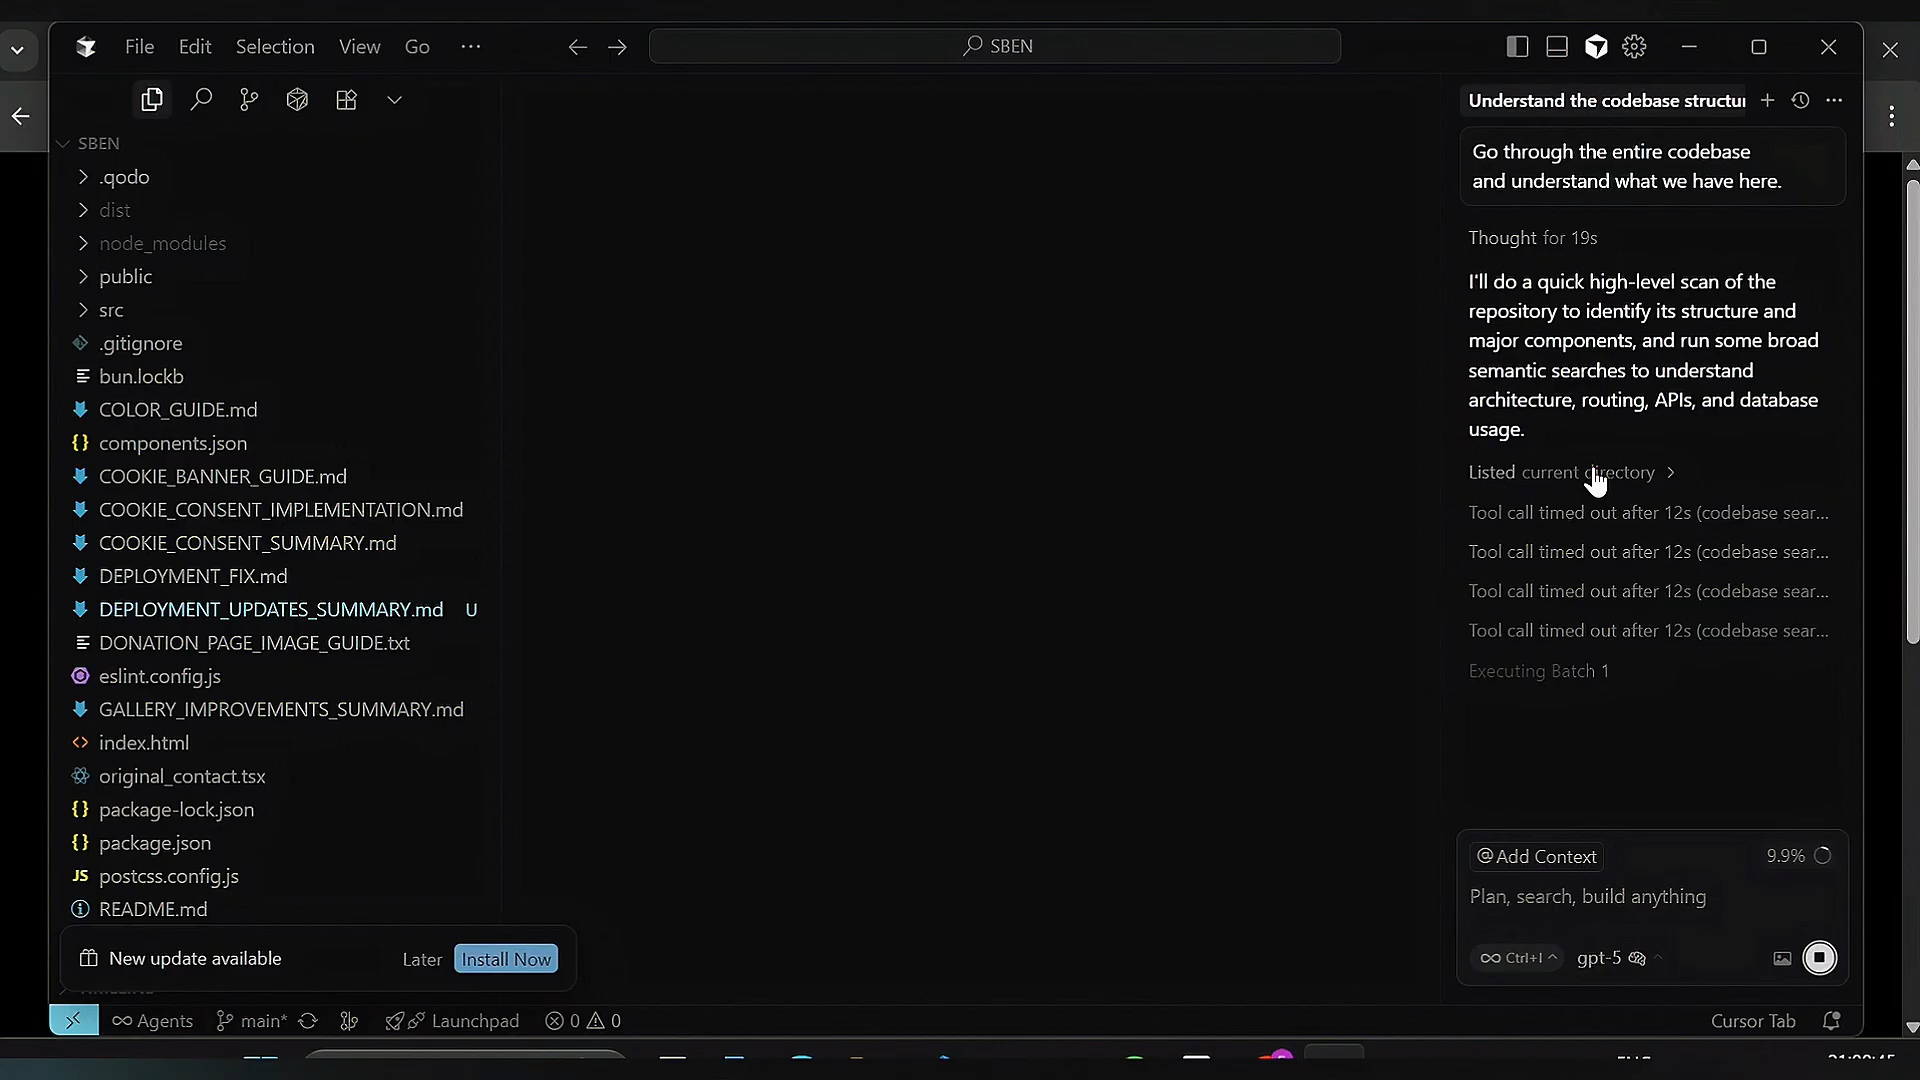 File Edit Selection View Go
SBEN
SBEN
.qodo
dist
node_modules
public
src
.gitignore
bun.lockb
COLOR_GUIDE.md
components.json
COOKIE_BANNER_GUIDE.md
COOKIE_CONSENT_IMPLEMENTATION.md
COOKIE_CONSENT_SUMMARY.md
DEPLOYMENT_FIX.md
DEPLOYMENT_UPDATES_SUMMARY.md U
DONATION_PAGE_IMAGE_GUIDE.txt
eslint.config.js
GALLERY_IMPROVEMENTS_SUMMARY.md
index.html
original_contact.tsx
package-lock.json
package.json
JS postcss.config.js
README.md
New update available Later Install Now
Understand the codebase structu
Go through the entire codebase
and understand what we have here.
Thought for 19s
I'll do a quick high-level scan of the
repository to identify its structure and
major components, and run some broad
semantic searches to understand
architecture, routing, APIs, and database
usage.
Listed current directory
Tool call timed out after 12s (codebase sear...
Tool call timed out after 12s (codebase sear...
Tool call timed out after 12s (codebase sear...
Tool call timed out after 12s (codebase sear...
Executing Batch 1
@Add Context 9.9%
Plan, search, build anything
Ctrl+I gpt-5
Agents main* Launchpad 0 0 Cursor Tab